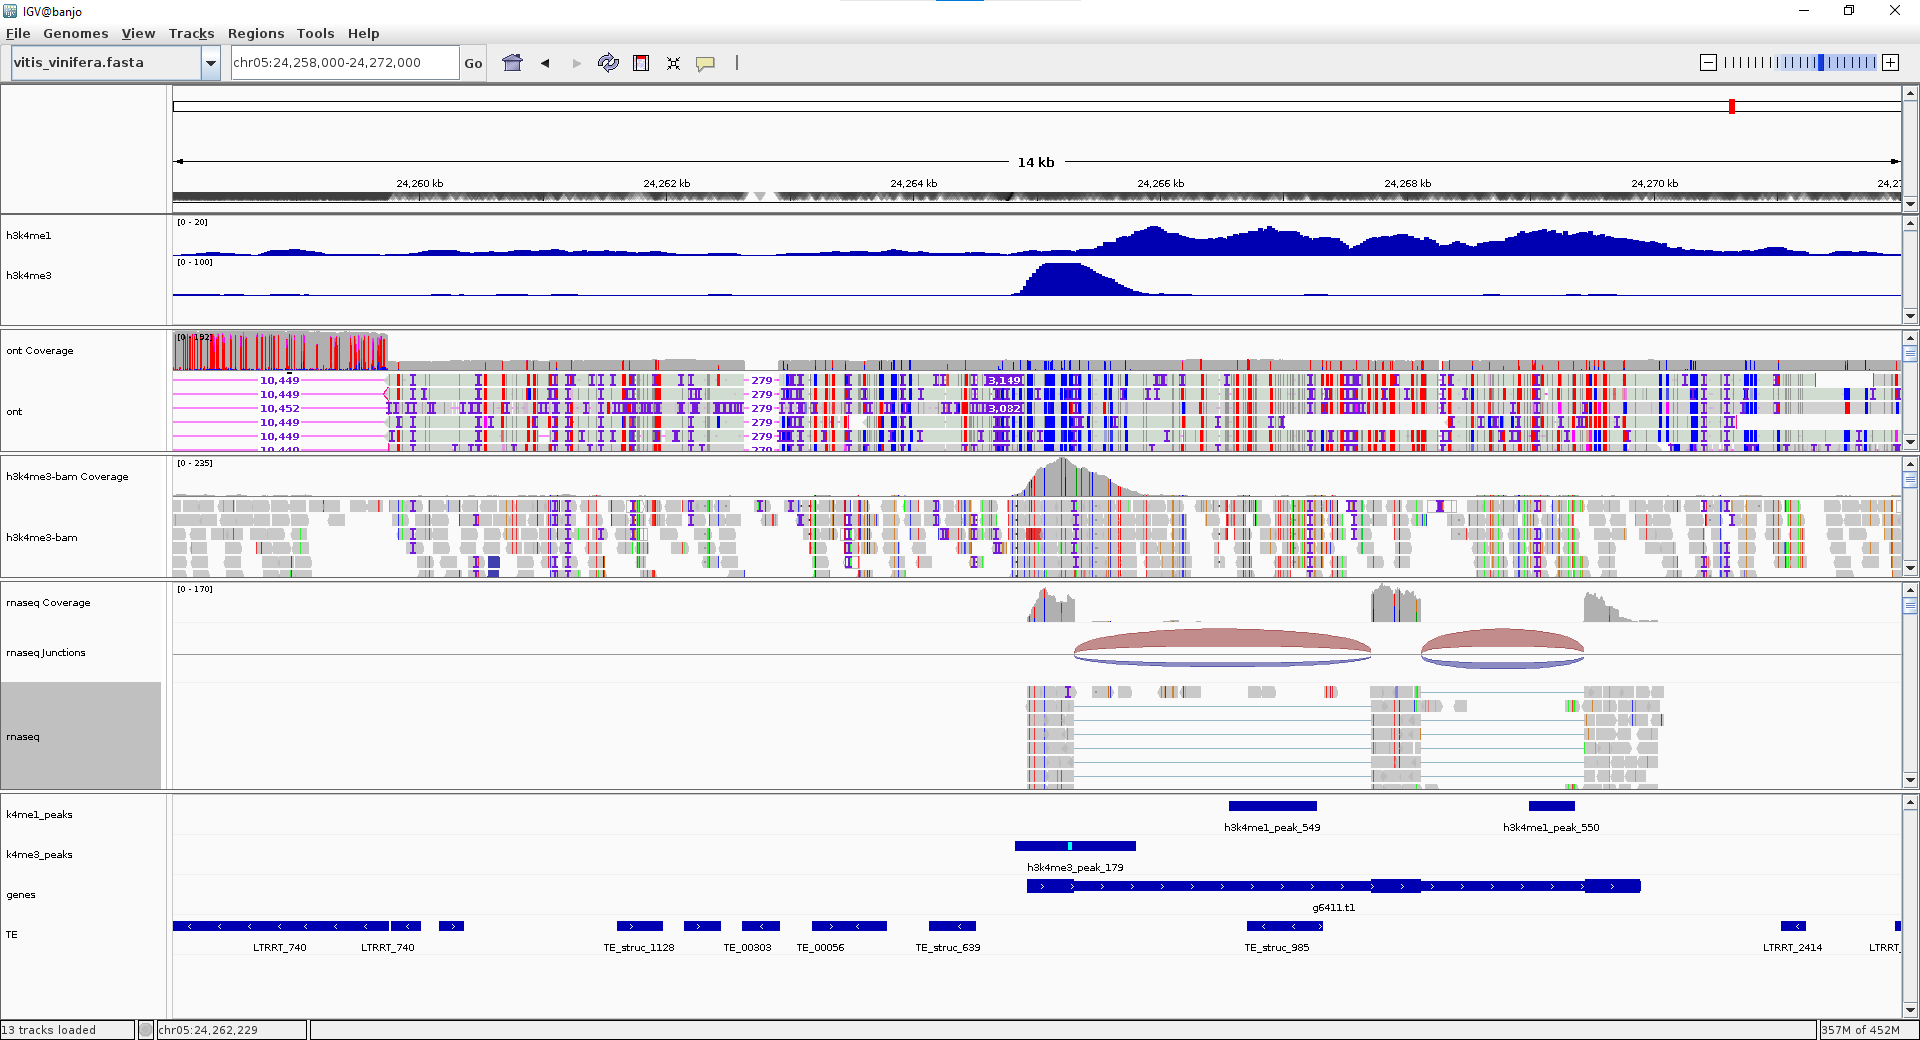 IGV@banjo
File Genomes View Tracks Regions Tools Help
vitis_vinifera.fasta chr05:24,258,000-24,272,000 Go
14 kb
24,260 kb 24,262 kb 24,264 kb 24,266 kb 24,268 kb 24,270 kb 24,27
[0 - 20]
h3k4me1
[0 - 100]
h3k4me3
[0 - 192]
ont Coverage
10,449 279 3,149
10,449 279
ont
10,452 279 3,082
10,449 279
10,449 279
10,449 279
[0 - 235]
h3k4me3-bam Coverage
h3k4me3-bam
[0 - 170]
rnaseq Coverage
rnaseq Junctions
rnaseq
k4me1_peaks
h3k4me1_peak_549 h3k4me1_peak_550
k4me3_peaks
h3k4me3_peak_179
genes
g6411.t1
TE
LTRRT_740 LTRRT_740 TE_struc_1128 TE_00303 TE_00056 TE_struc_639 TE_struc_985 LTRRT_2414 LTRRT_
13 tracks loaded chr05:24,262,229 357M of 452M